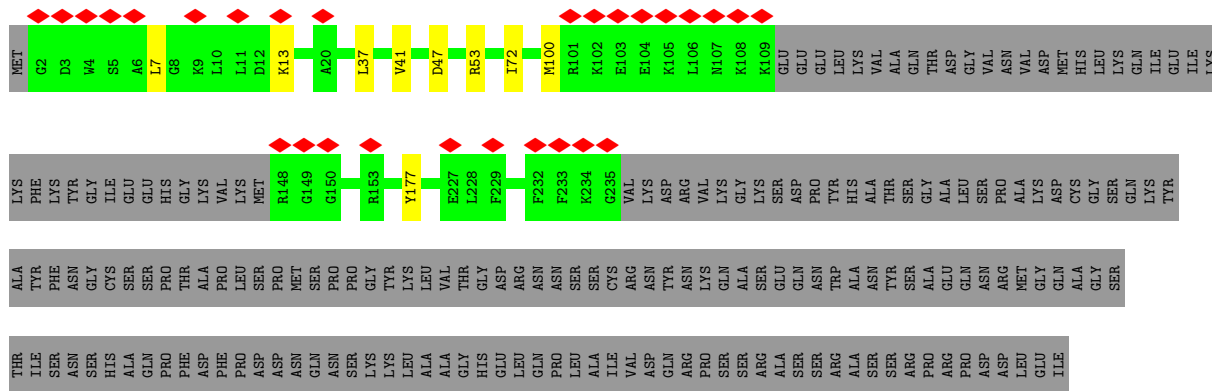 MET G2 D3 W4 S5 A6 L7 G8 K9 L10 L11 D12 K13 A20 L37 V41 D47 R53 I72 M100 R101 K102 E103 E104 K105 L106 N107 K108 K109 GLU GLU GLU LEU LYS VAL ALA GLN THR ASP GLY VAL ASN VAL ASP MET HIS LEU LYS GLN ILE GLU ILE LYS
LYS PHE LYS TYR GLY ILE GLU GLU HIS GLY LYS VAL LYS MET R148 G149 G150 R153 Y177 E227 L228 F229 F232 F233 K234 G235 VAL LYS ASP ARG VAL LYS GLY LYS SER ASP PRO TYR HIS ALA THR SER GLY ALA LEU SER PRO ALA LYS ASP CYS GLY SER GLN LYS TYR
ALA TYR PHE ASN GLY CYS SER SER PRO THR ALA PRO LEU SER PRO MET SER PRO PRO GLY TYR LYS LEU VAL THR GLY ASP ARG ASN ASN SER SER CYS ARG ASN TYR ASN LYS GLN ALA SER GLU GLN ASN TRP ALA ASN TYR SER ALA GLU GLN ASN ARG MET GLY GLN ALA GLY SER
THR ILE SER ASN SER HIS ALA GLN PRO PHE ASP PHE PRO ASP ASP ASN GLN ASN SER LYS LYS LEU ALA ALA GLY HIS GLU LEU GLN PRO LEU ALA ILE VAL ASP GLN ARG PRO SER SER ARG ALA SER SER ARG ALA SER SER ARG PRO ARG PRO ASP ASP LEU GLU ILE